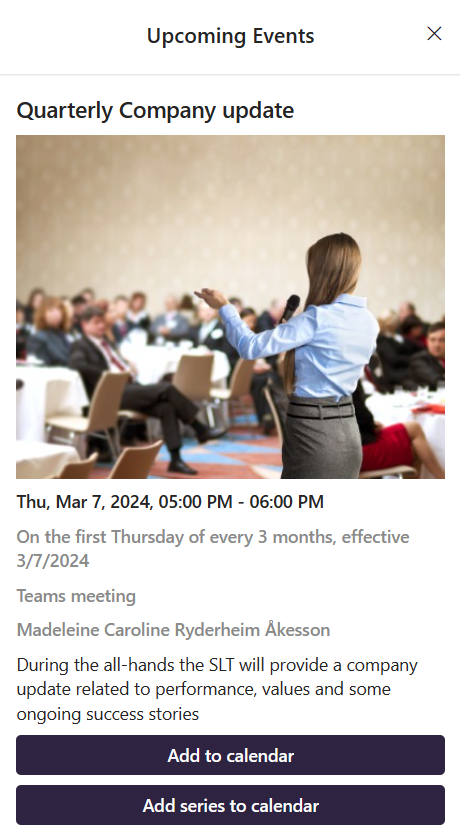 Upcoming Events
Quarterly Company update
Thu, Mar 7, 2024, 05:00 PM - 06:00 PM
On the first Thursday of every 3 months, effective
3/7/2024
Teams meeting
Madeleine Caroline Ryderheim Åkesson
During the all-hands the SLT will provide a company
update related to performance, values and some
ongoing success stories
Add to calendar
Add series to calendar